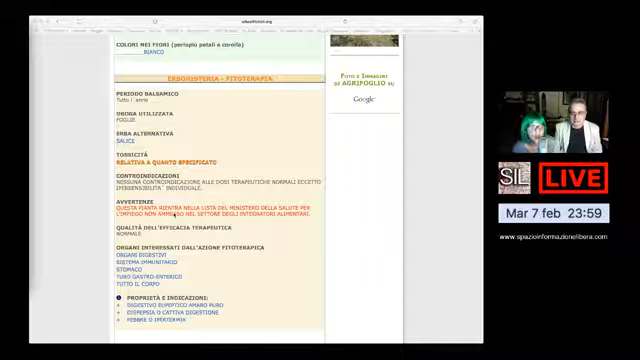 erbeofficinali.org
COLORI NEI FIORI (perlopiù petali e corolla)
BIANCO
ERBORISTERIA - FITOTERAPIA
PERIODO BALSAMICO
Tutto l'anno
DROGA UTILIZZATA
FOGLIE
ERBA ALTERNATIVA
SALICE
TOSSICITÀ
RELATIVA A QUANTO SPECIFICATO
CONTROINDICAZIONI
NESSUNA CONTROINDICAZIONE ALLE DOSI TERAPEUTICHE NORMALI ECCETTO
IPERSENSIBILITA' INDIVIDUALE.
AVVERTENZE
QUESTA PIANTA RIENTRA NELLA LISTA DEL MINISTERO DELLA SALUTE PER
L'IMPIEGO NON AMMESSO NEL SETTORE DEGLI INTEGRATORI ALIMENTARI.
QUALITÀ DELL'EFFICACIA TERAPEUTICA
NORMALE
ORGANI INTERESSATI DALL'AZIONE FITOTERAPICA
ORGANI DIGESTIVI
SISTEMA IMMUNITARIO
STOMACO
TUBO GASTRO-ENTERICO
TUTTO IL CORPO
PROPRIETÀ E INDICAZIONI:
+ DIGESTIVO EUPEPTICO AMARO PURO
+ DISPEPSIA O CATTIVA DIGESTIONE
+ FEBBRE O IPERTERMIA
FOTO E IMMAGINI
DI AGRIFOGLIO SU
Google
SIL LIVE
Mar 7 feb 23:59
www.spazioinformazionelibera.com